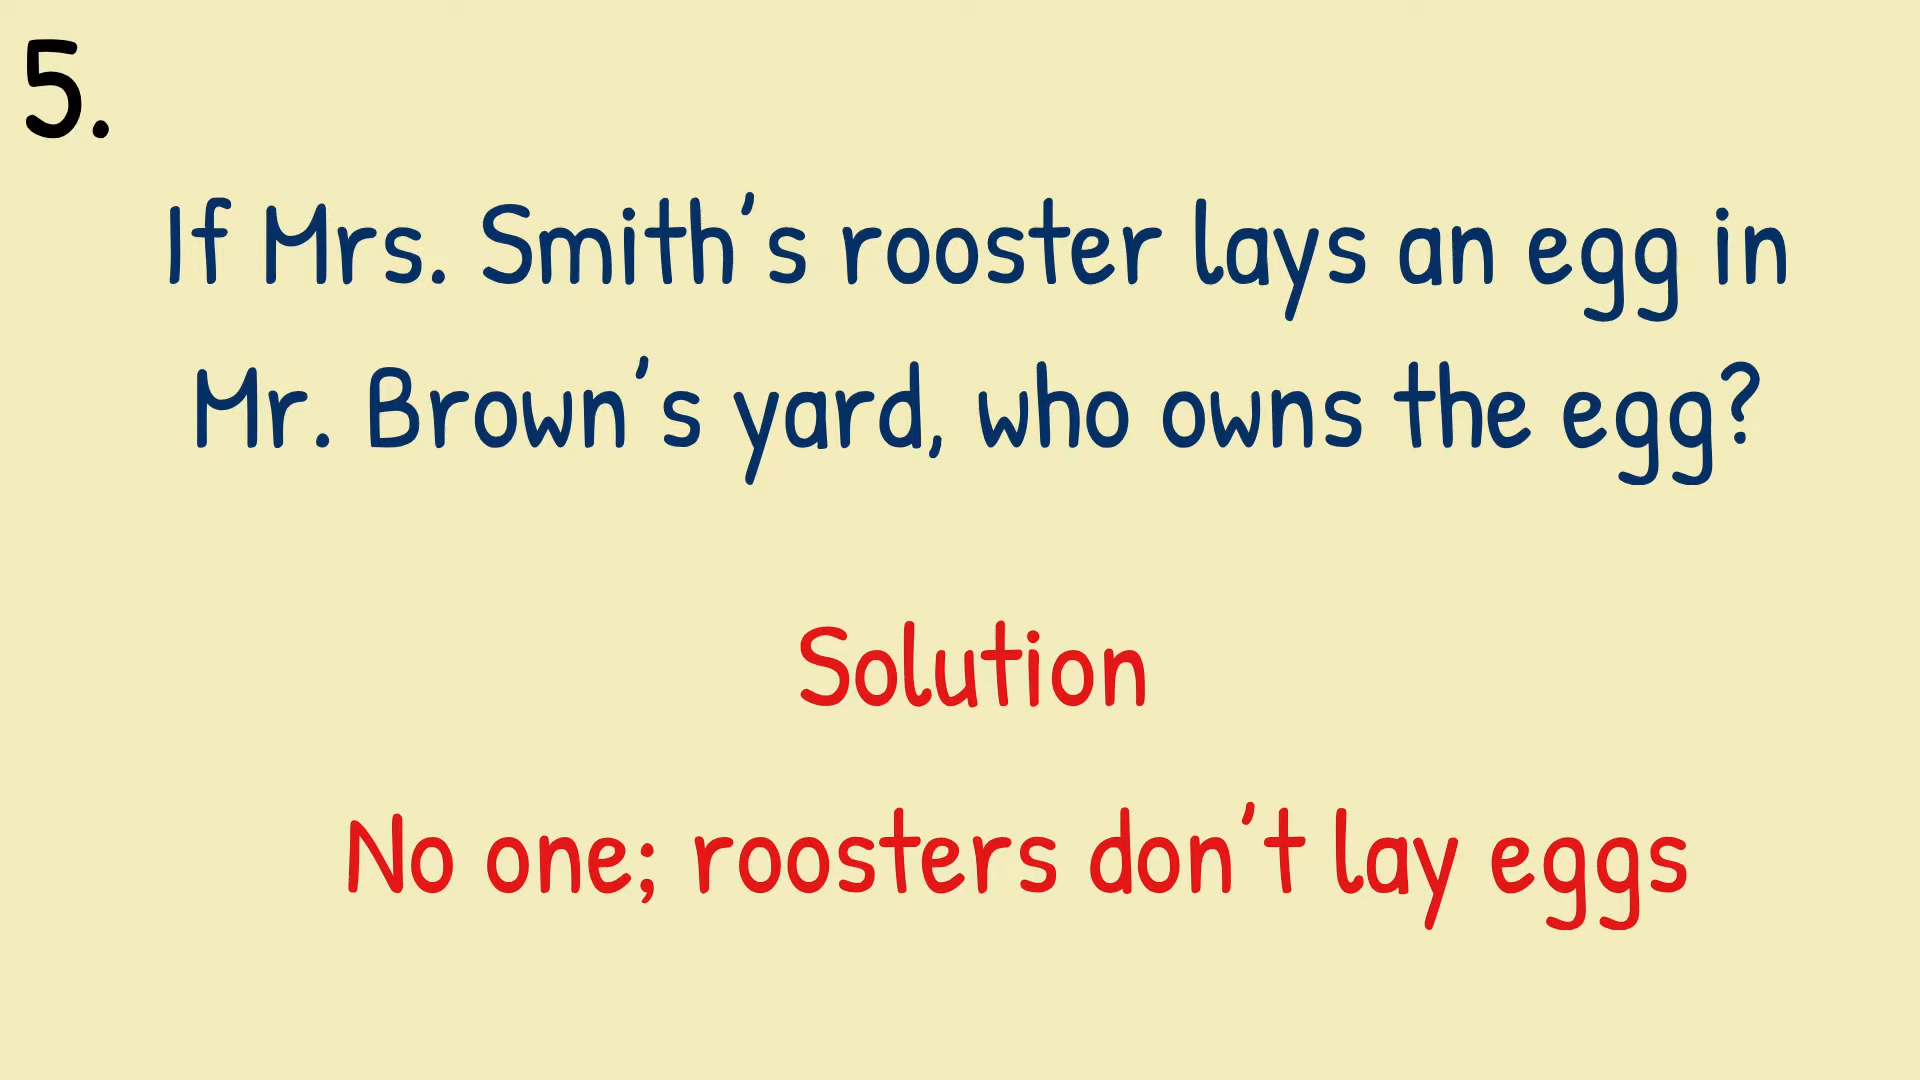 5.
If Mrs. Smith's rooster lays an egg in
Mr. Brown's yard, who owns the egg?
Solution
No one; roosters don't lay eggs